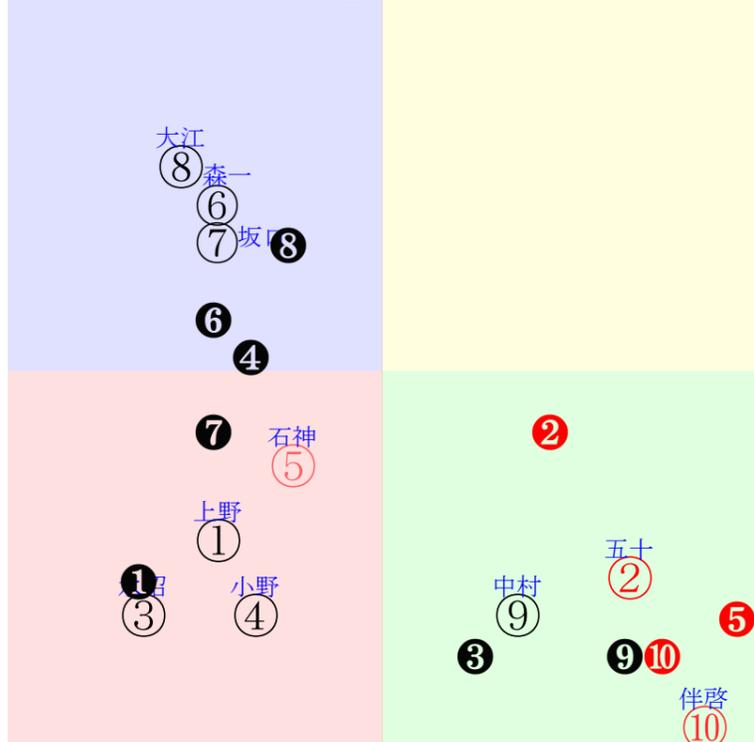 大江
⑧
森一
⑥
⑦ 坂口 ❽
❻
❹
❼
❷
石神
⑤
上野
①
五十
②
❶
小野
中村
③
④
⑨
❺
❸
❾
❿
伴啓
⑩